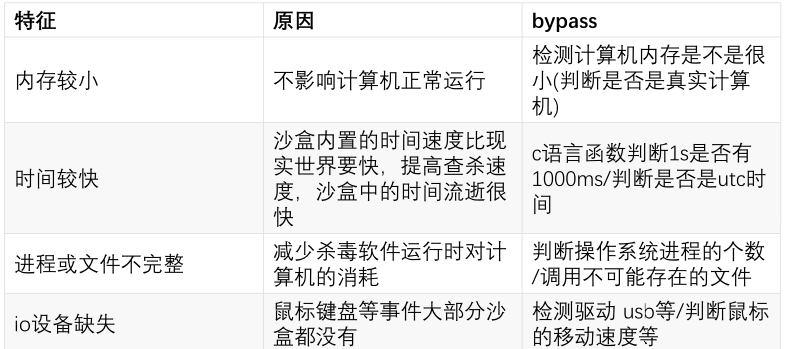 特征
原因
bypass
内存较小
不影响计算机正常运行
检测计算机内存是不是很
小(判断是否是真实计算
机)
时间较快
沙盒内置的时间速度比现
实世界要快，提高查杀速
度，沙盒中的时间流逝很
快
c语言函数判断1s是否有
1000ms/判断是否是utc时
间
进程或文件不完整
减少杀毒软件运行时对计
算机的消耗
判断操作系统进程的个数
/调用不可能存在的文件
io设备缺失
鼠标键盘等事件大部分沙
盒都没有
检测驱动 usb等/判断鼠标
的移动速度等